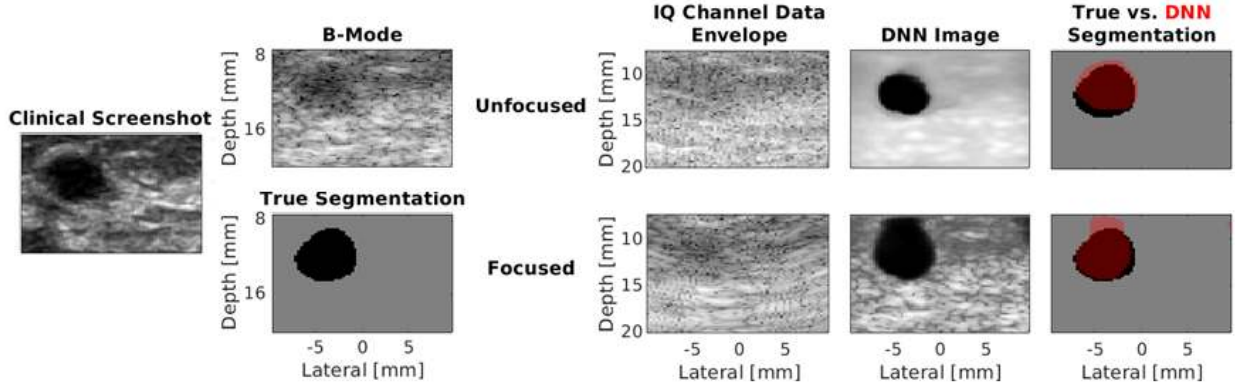 IQ Channel Data
Envelope
True vs. DNN
Segmentation
B-Mode
DNN Image
8
16
Depth [mm]
Unfocused
10
15
20
Depth [mm]
Clinical Screenshot
True Segmentation
8
16
Depth [mm]
-5 0 5
Lateral [mm]
Focused
10
15
20
Depth [mm]
-5 0 5
Lateral [mm]
-5 0 5
Lateral [mm]
-5 0 5
Lateral [mm]